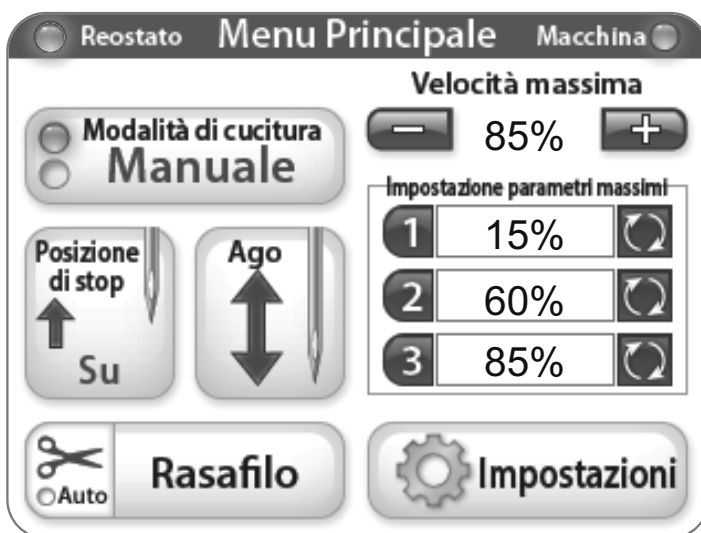 Reostato
Menu Principale
Macchina
Velocità massima
85%
Modalità di cucitura
Manuale
Impostazione parametri massimi
1 15%
2 60%
3 85%
Posizione
di stop
Su
Ago
Auto
Rasafilo
Impostazioni